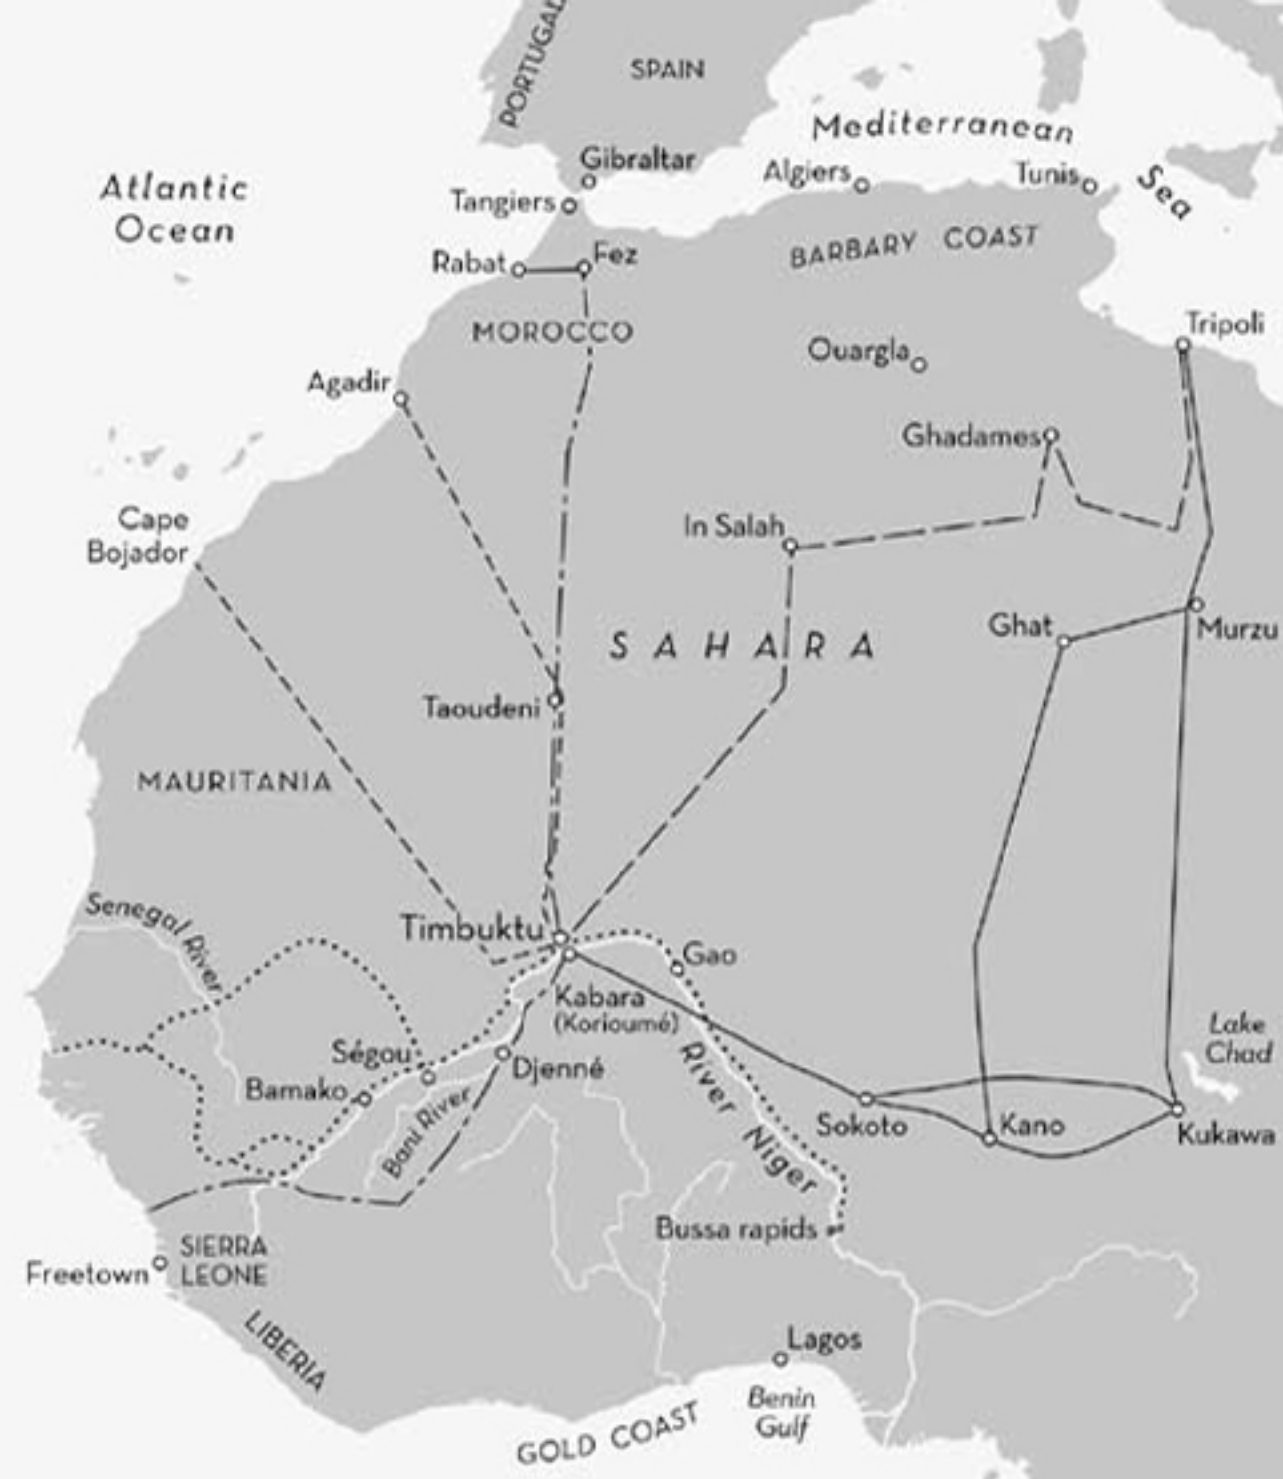 PORTUGAL
SPAIN
Mediterranean
Sea
Gibraltar
Algiers
Tunis
Atlantic
Ocean
Tangiers
BARBARY COAST
Rabat
Fez
MOROCCO
Tripoli
Ouargla
Agadir
Ghadames
Cape
Bojador
In Salah
SAHARA
Ghat
Murzu
Taoudeni
MAURITANIA
Senegal River
Timbuktu
Gao
Kabara
(Korioumé)
Lake
Chad
Ségou
Djenné
Bamako
Bani River
River Niger
Sokoto
Kano
Kukawa
Bussa rapids
SIERRA
LEONE
Freetown
LIBERIA
Lagos
Benin
Gulf
GOLD COAST